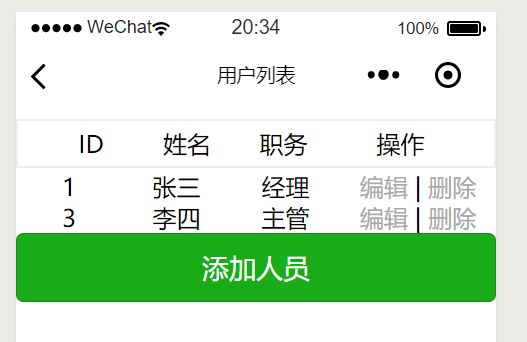 WeChat 20:34 100%
用户列表
ID 姓名 职务 操作
1 张三 经理 编辑 | 删除
3 李四 主管 编辑 | 删除
添加人员